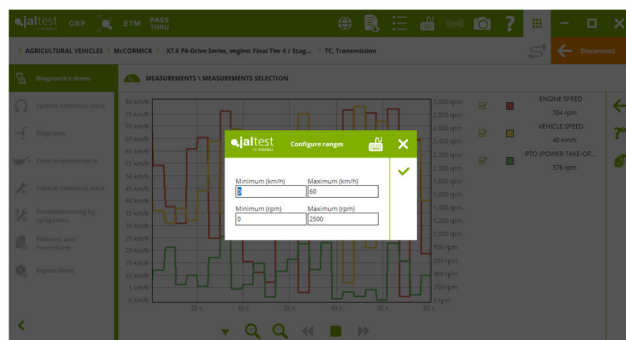 jaltest GRP ETM PASS THRU
AGRICULTURAL VEHICLES > McCORMICK > X7.6 P6-Drive Series, engine: Final Tier 4 / Stag... > TC, Transmission
Disconnect
Diagnostics menu
MEASUREMENTS \ MEASUREMENTS SELECTION
System technical data
Diagrams
Vehicle service data
Vehicle technical data
Troubleshooting by symptoms
Removes and Procedures
Repair times
80 km/h
75 km/h
70 km/h
65 km/h
60 km/h
55 km/h
50 km/h
45 km/h
40 km/h
35 km/h
30 km/h
25 km/h
20 km/h
15 km/h
10 km/h
5 km/h
0 km/h
3,000 rpm
2,800 rpm
2,600 rpm
2,400 rpm
2,200 rpm
2,000 rpm
1,800 rpm
1,600 rpm
1,400 rpm
1,200 rpm
1,000 rpm
800 rpm
600 rpm
400 rpm
200 rpm
0 rpm
25 s
30 s
35 s
40 s
45 s
50 s
ENGINE SPEED
704 rpm
VEHICLE SPEED
40 km/h
PTO (POWER TAKE-OF...
376 rpm
jaltest
Configure ranges
Minimum (km/h) Maximum (km/h)
0 60
Minimum (rpm) Maximum (rpm)
0 2500